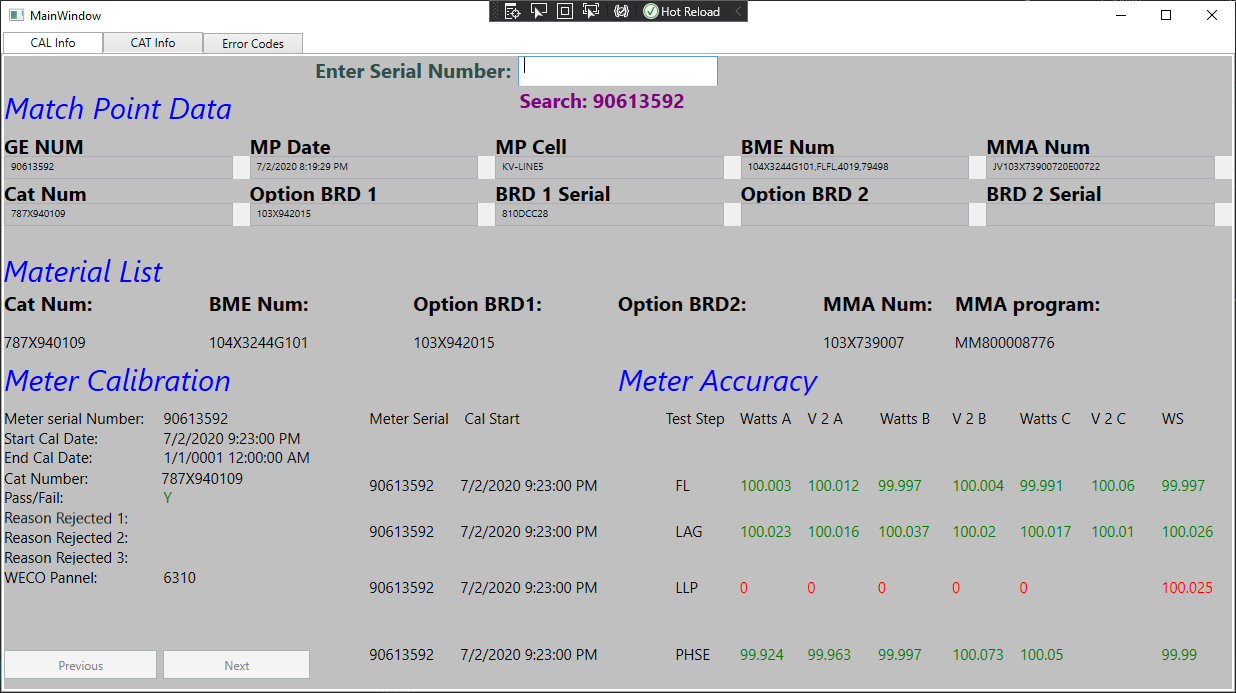 MainWindow
Hot Reload
CAL Info CAT Info Error Codes
Enter Serial Number:
Search: 90613592
Match Point Data
GE NUM MP Date MP Cell BME Num MMA Num
90613592 7/2/2020 8:19:29 PM KV-LINE5 104X3244G101,FLFL,4019,79498 JV103X73900720E00722
Cat Num Option BRD 1 BRD 1 Serial Option BRD 2 BRD 2 Serial
787X940109 103X942015 810DCC28
Material List
Cat Num: BME Num: Option BRD1: Option BRD2: MMA Num: MMA program:
787X940109 104X3244G101 103X942015 103X739007 MM800008776
Meter Calibration Meter Accuracy
Meter serial Number: 90613592 Meter Serial Cal Start Test Step Watts A V 2 A Watts B V 2 B Watts C V 2 C WS
Start Cal Date: 7/2/2020 9:23:00 PM
End Cal Date: 1/1/0001 12:00:00 AM
Cat Number: 787X940109
90613592 7/2/2020 9:23:00 PM FL 100.003 100.012 99.997 100.004 99.991 100.06 99.997
Pass/Fail: Y
Reason Rejected 1:
90613592 7/2/2020 9:23:00 PM LAG 100.023 100.016 100.037 100.02 100.017 100.01 100.026
Reason Rejected 2:
Reason Rejected 3:
WECO Pannel: 6310
90613592 7/2/2020 9:23:00 PM LLP 0 0 0 0 0 100.025
90613592 7/2/2020 9:23:00 PM PHSE 99.924 99.963 99.997 100.073 100.05 99.99
Previous Next